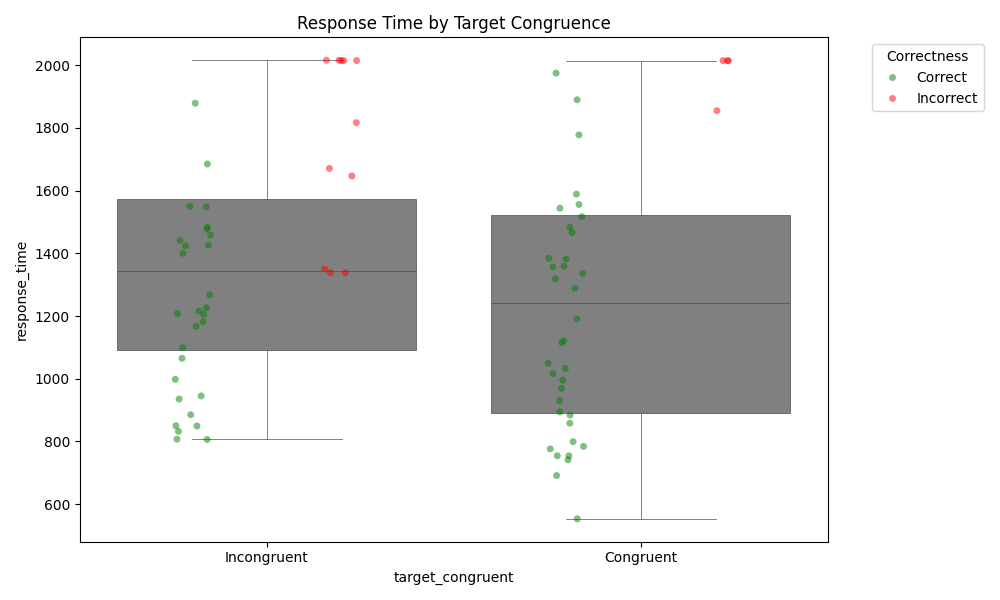 Response Time by Target Congruence
Correctness
Correct
Incorrect
response_time
2000
1800
1600
1400
1200
1000
800
600
Incongruent
Congruent
target_congruent